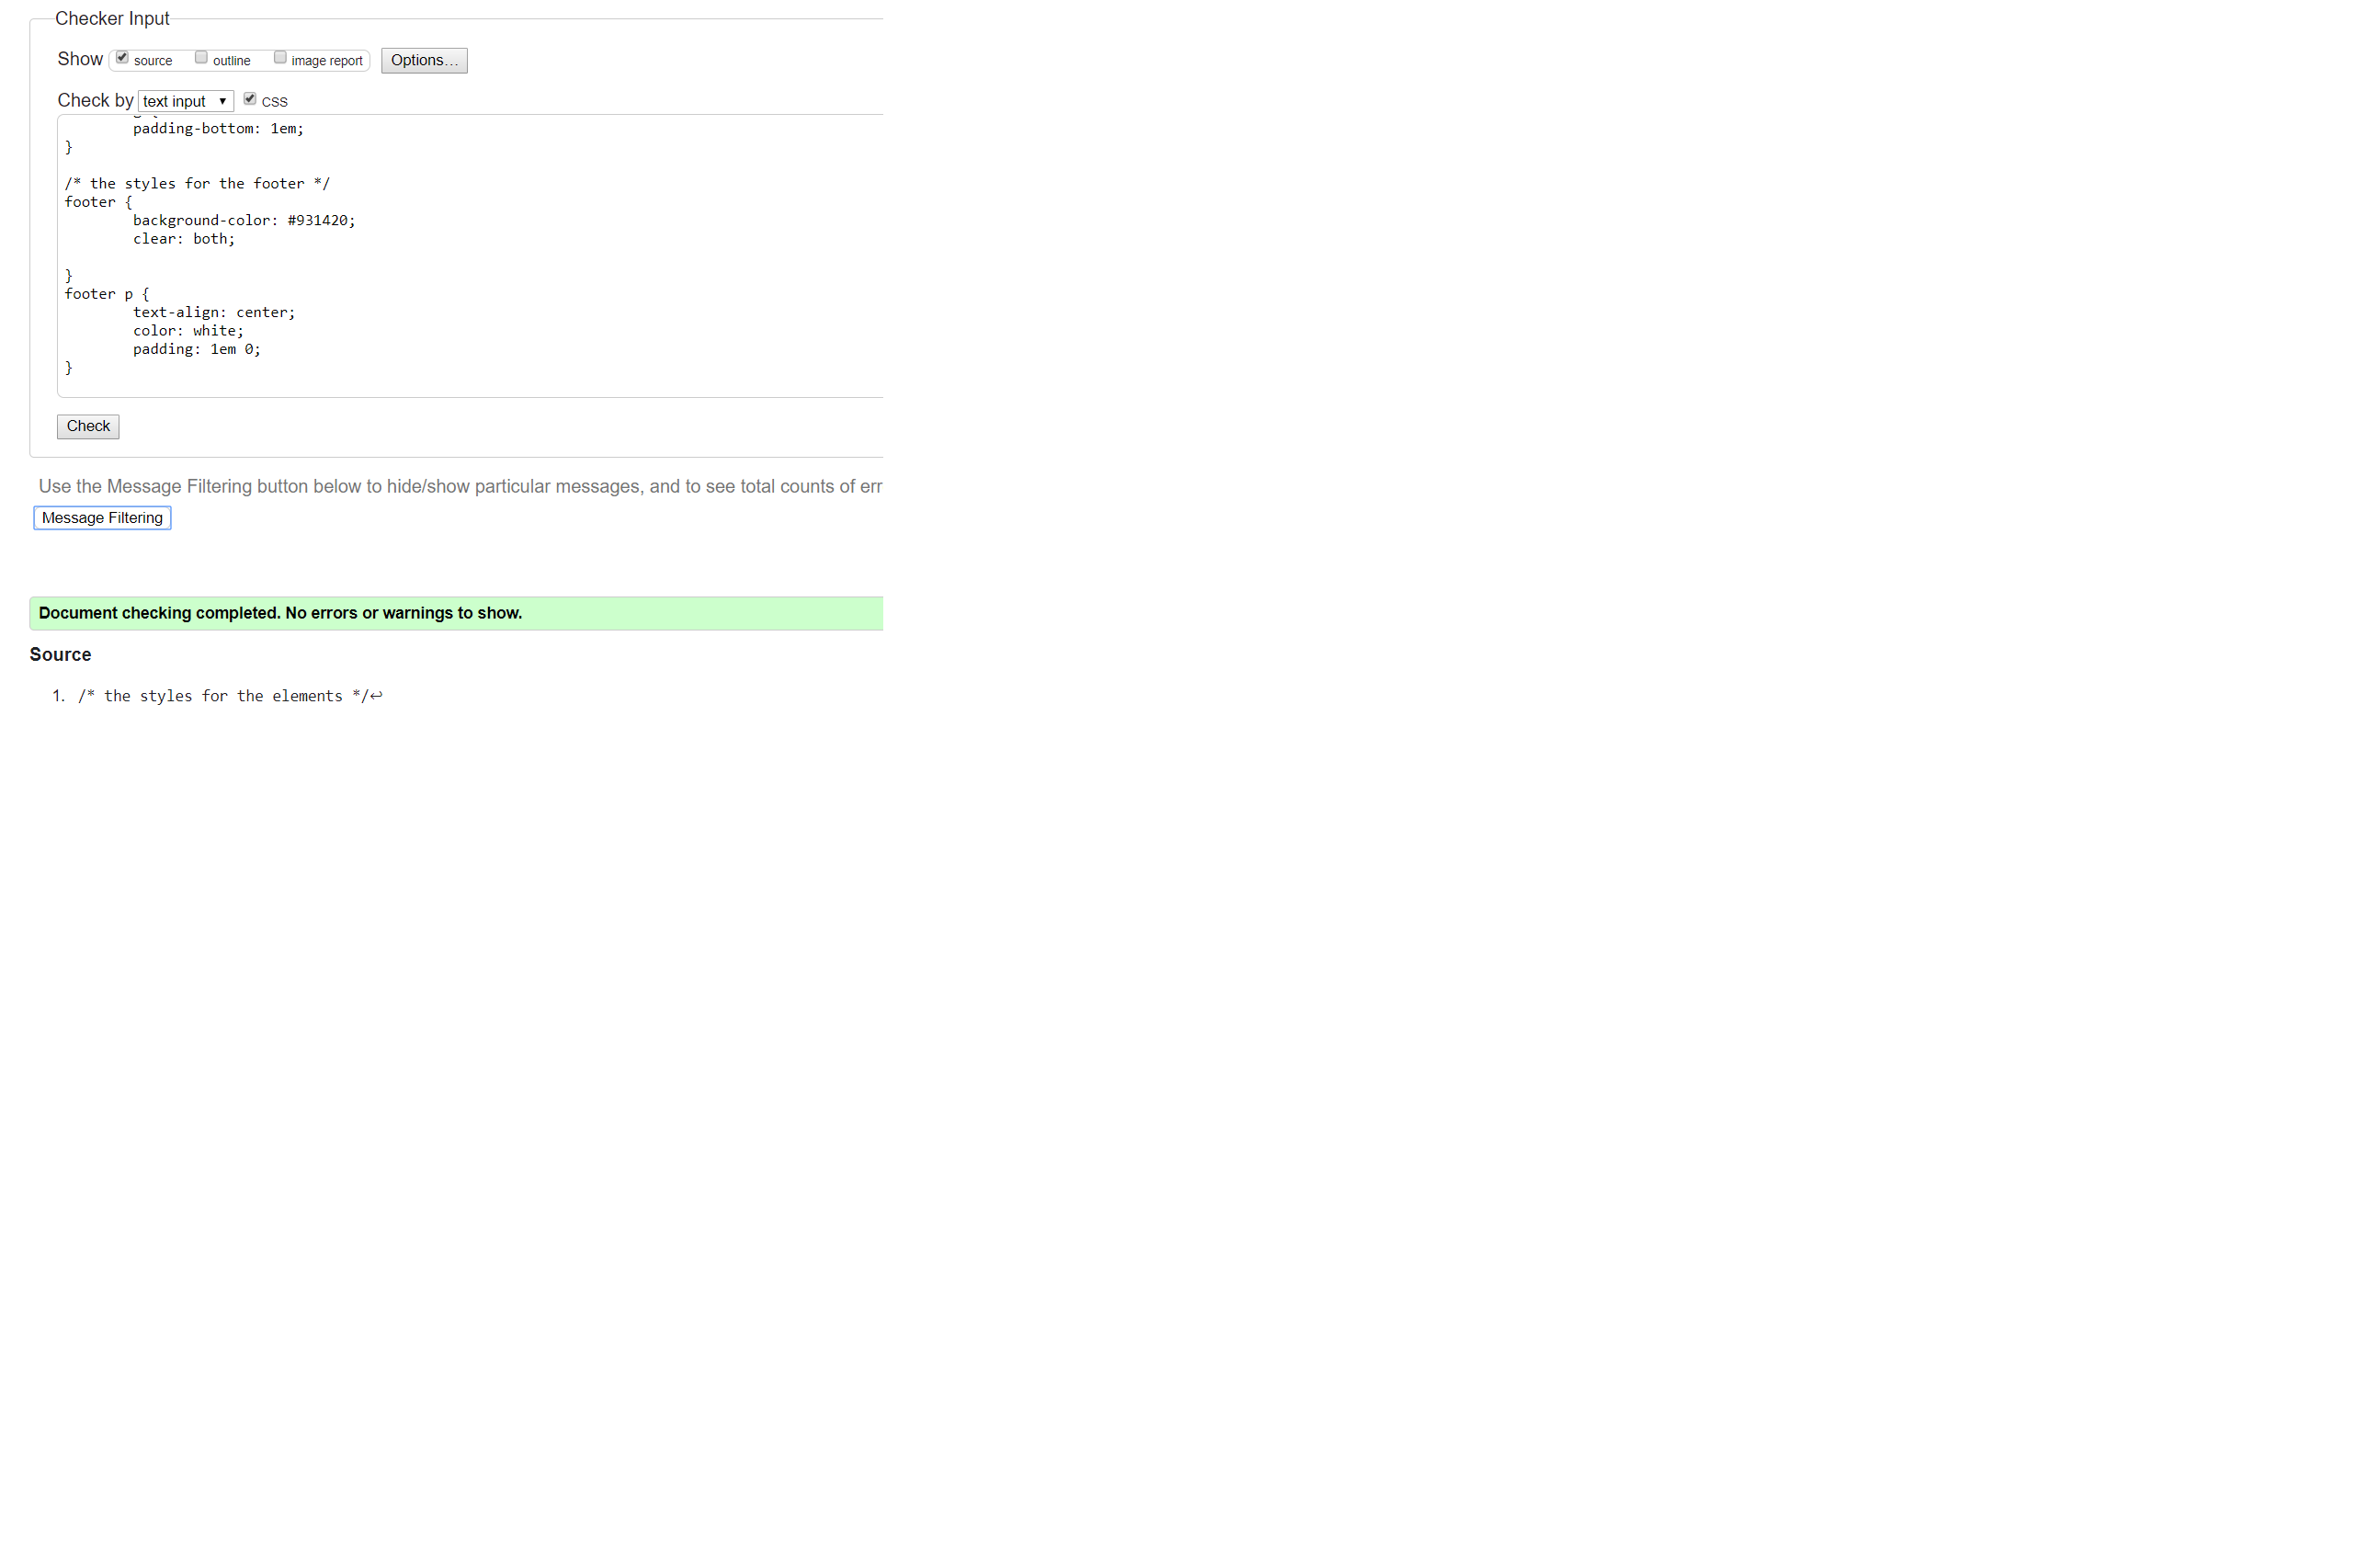 Checker Input
Show source outline image report Options...
Check by text input CSS
padding-bottom: 1em;
}
/* the styles for the footer */
footer {
background-color: #931420;
clear: both;
}
footer p {
text-align: center;
color: white;
padding: 1em 0;
}
Check
Use the Message Filtering button below to hide/show particular messages, and to see total counts of err
Message Filtering
Document checking completed. No errors or warnings to show.
Source
1. /* the styles for the elements */↩